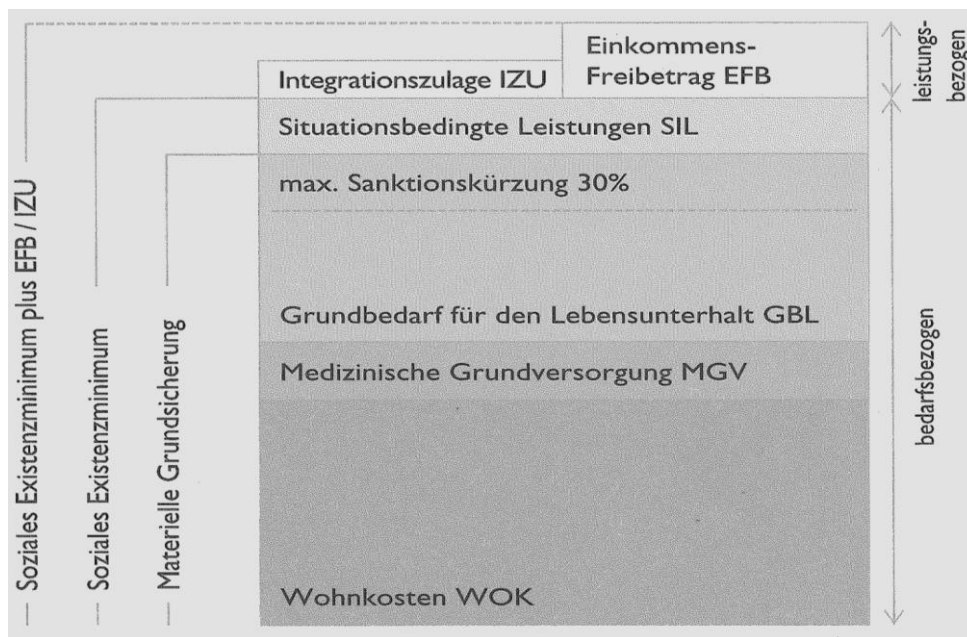 Einkommens-
Freibetrag EFB
Integrationszulage IZU
Situationsbedingte Leistungen SIL
max. Sanktionskürzung 30%
Grundbedarf für den Lebensunterhalt GBL
Medizinische Grundversorgung MGV
Wohnkosten WOK
Soziales Existenzminimum plus EFB / IZU
Soziales Existenzminimum
Materielle Grundsicherung
leistungs-
bezogen
bedarfsbezogen